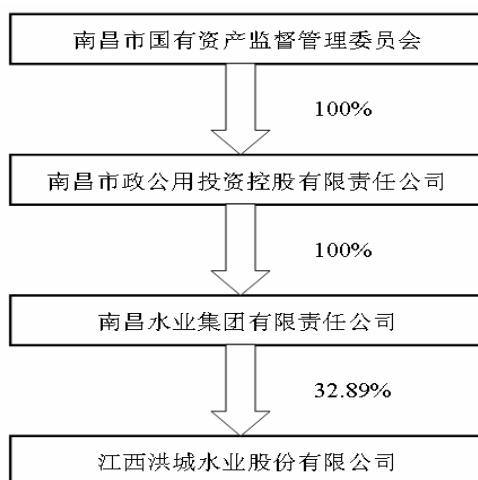 南昌市国有资产监督管理委员会
100%
南昌市政公用投资控股有限责任公司
100%
南昌水业集团有限责任公司
32.89%
江西洪城水业股份有限公司